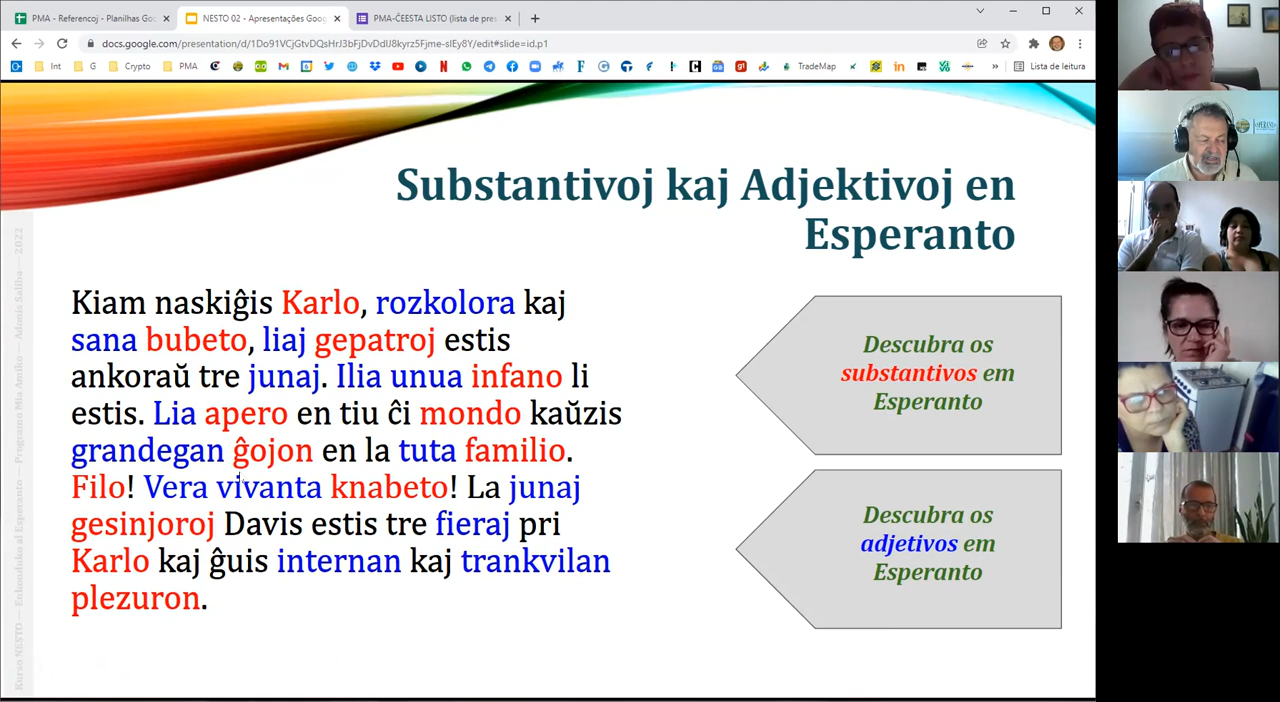 PMA - Referencoj - Planilhas Go
NESTO 02 - Apresentações Goo
PMA-ĈEESTA LISTO (lista de pres
docs.google.com/presentation/d/1Do91VCjGtvDQsHrJ3bFjDvDdIJ8kyrz5Fjme-slEy8Y/edit#slide=id.p1
Int
G
Crypto
PMA
TradeMap
in
Lista de leitura
Substantivoj kaj Adjektivoj en
Esperanto
Kiam naskiĝis Karlo, rozkolora kaj
sana bubeto, liaj gepatroj estis
ankoraŭ tre junaj. Ilia unua infano li
estis. Lia apero en tiu ĉi mondo kaŭzis
grandegan ĝojon en la tuta familio.
Filo! Vera vivanta knabeto! La junaj
gesinjoroj Davis estis tre fieraj pri
Karlo kaj ĝuis internan kaj trankvilan
plezuron.
Descubra os
substantivos em
Esperanto
Descubra os
adjetivos em
Esperanto
Kurso NESTO — Enkonduko al Esperanto — Programo Mia Amiko — Adonis Saliba — 2022